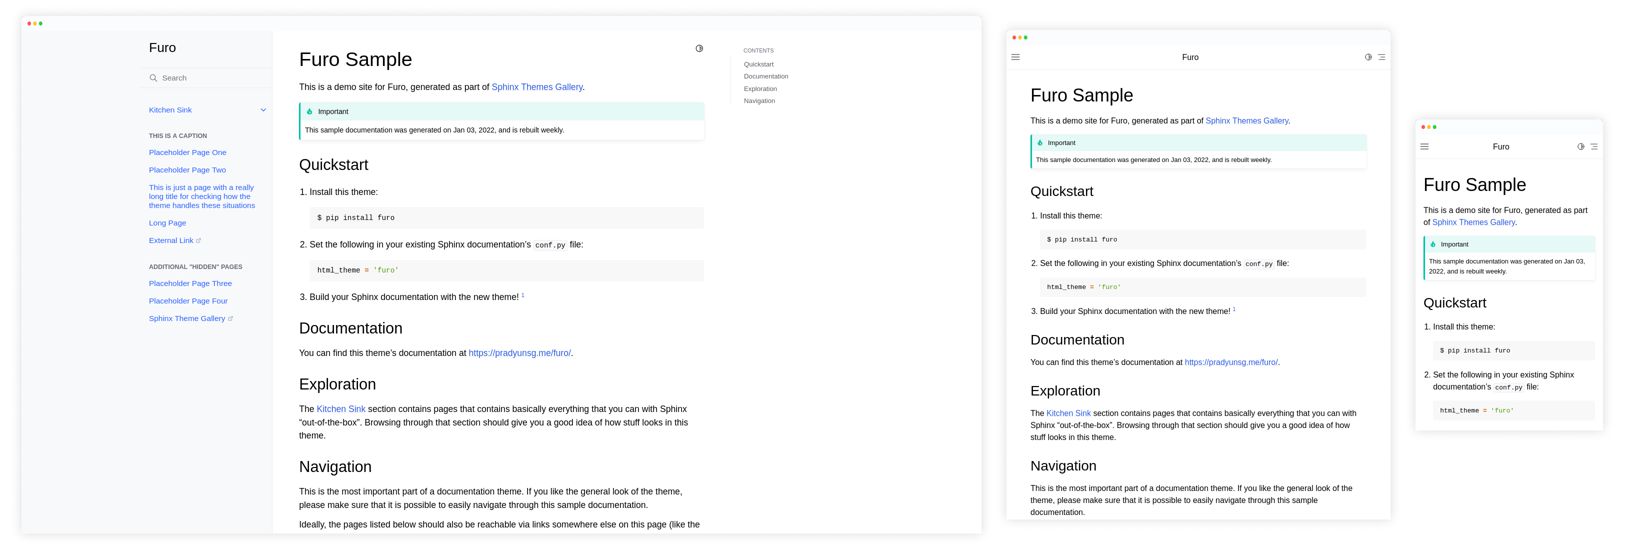 Furo
Search
Kitchen Sink
THIS IS A CAPTION
Placeholder Page One
Placeholder Page Two
This is just a page with a really
long title for checking how the
theme handles these situations
Long Page
External Link
ADDITIONAL "HIDDEN" PAGES
Placeholder Page Three
Placeholder Page Four
Sphinx Theme Gallery
Furo Sample
This is a demo site for Furo, generated as part of Sphinx Themes Gallery.
Important
This sample documentation was generated on Jan 03, 2022, and is rebuilt weekly.
Quickstart
1. Install this theme:
$ pip install furo
2. Set the following in your existing Sphinx documentation’s conf.py file:
html_theme = 'furo'
3. Build your Sphinx documentation with the new theme! 1
Documentation
You can find this theme’s documentation at https://pradyunsg.me/furo/.
Exploration
The Kitchen Sink section contains pages that contains basically everything that you can with Sphinx
“out-of-the-box”. Browsing through that section should give you a good idea of how stuff looks in this
theme.
Navigation
This is the most important part of a documentation theme. If you like the general look of the theme,
please make sure that it is possible to easily navigate through this sample documentation.
Ideally, the pages listed below should also be reachable via links somewhere else on this page (like the
CONTENTS
Quickstart
Documentation
Exploration
Navigation
Furo
Furo Sample
This is a demo site for Furo, generated as part of Sphinx Themes Gallery.
Important
This sample documentation was generated on Jan 03, 2022, and is rebuilt weekly.
Quickstart
1. Install this theme:
$ pip install furo
2. Set the following in your existing Sphinx documentation’s conf.py file:
html_theme = 'furo'
3. Build your Sphinx documentation with the new theme! 1
Documentation
You can find this theme’s documentation at https://pradyunsg.me/furo/.
Exploration
The Kitchen Sink section contains pages that contains basically everything that you can with
Sphinx “out-of-the-box”. Browsing through that section should give you a good idea of how
stuff looks in this theme.
Navigation
This is the most important part of a documentation theme. If you like the general look of the
theme, please make sure that it is possible to easily navigate through this sample
documentation.
Furo
Furo Sample
This is a demo site for Furo, generated as part
of Sphinx Themes Gallery.
Important
This sample documentation was generated on Jan 03,
2022, and is rebuilt weekly.
Quickstart
1. Install this theme:
$ pip install furo
2. Set the following in your existing Sphinx
documentation’s conf.py file:
html_theme = 'furo'